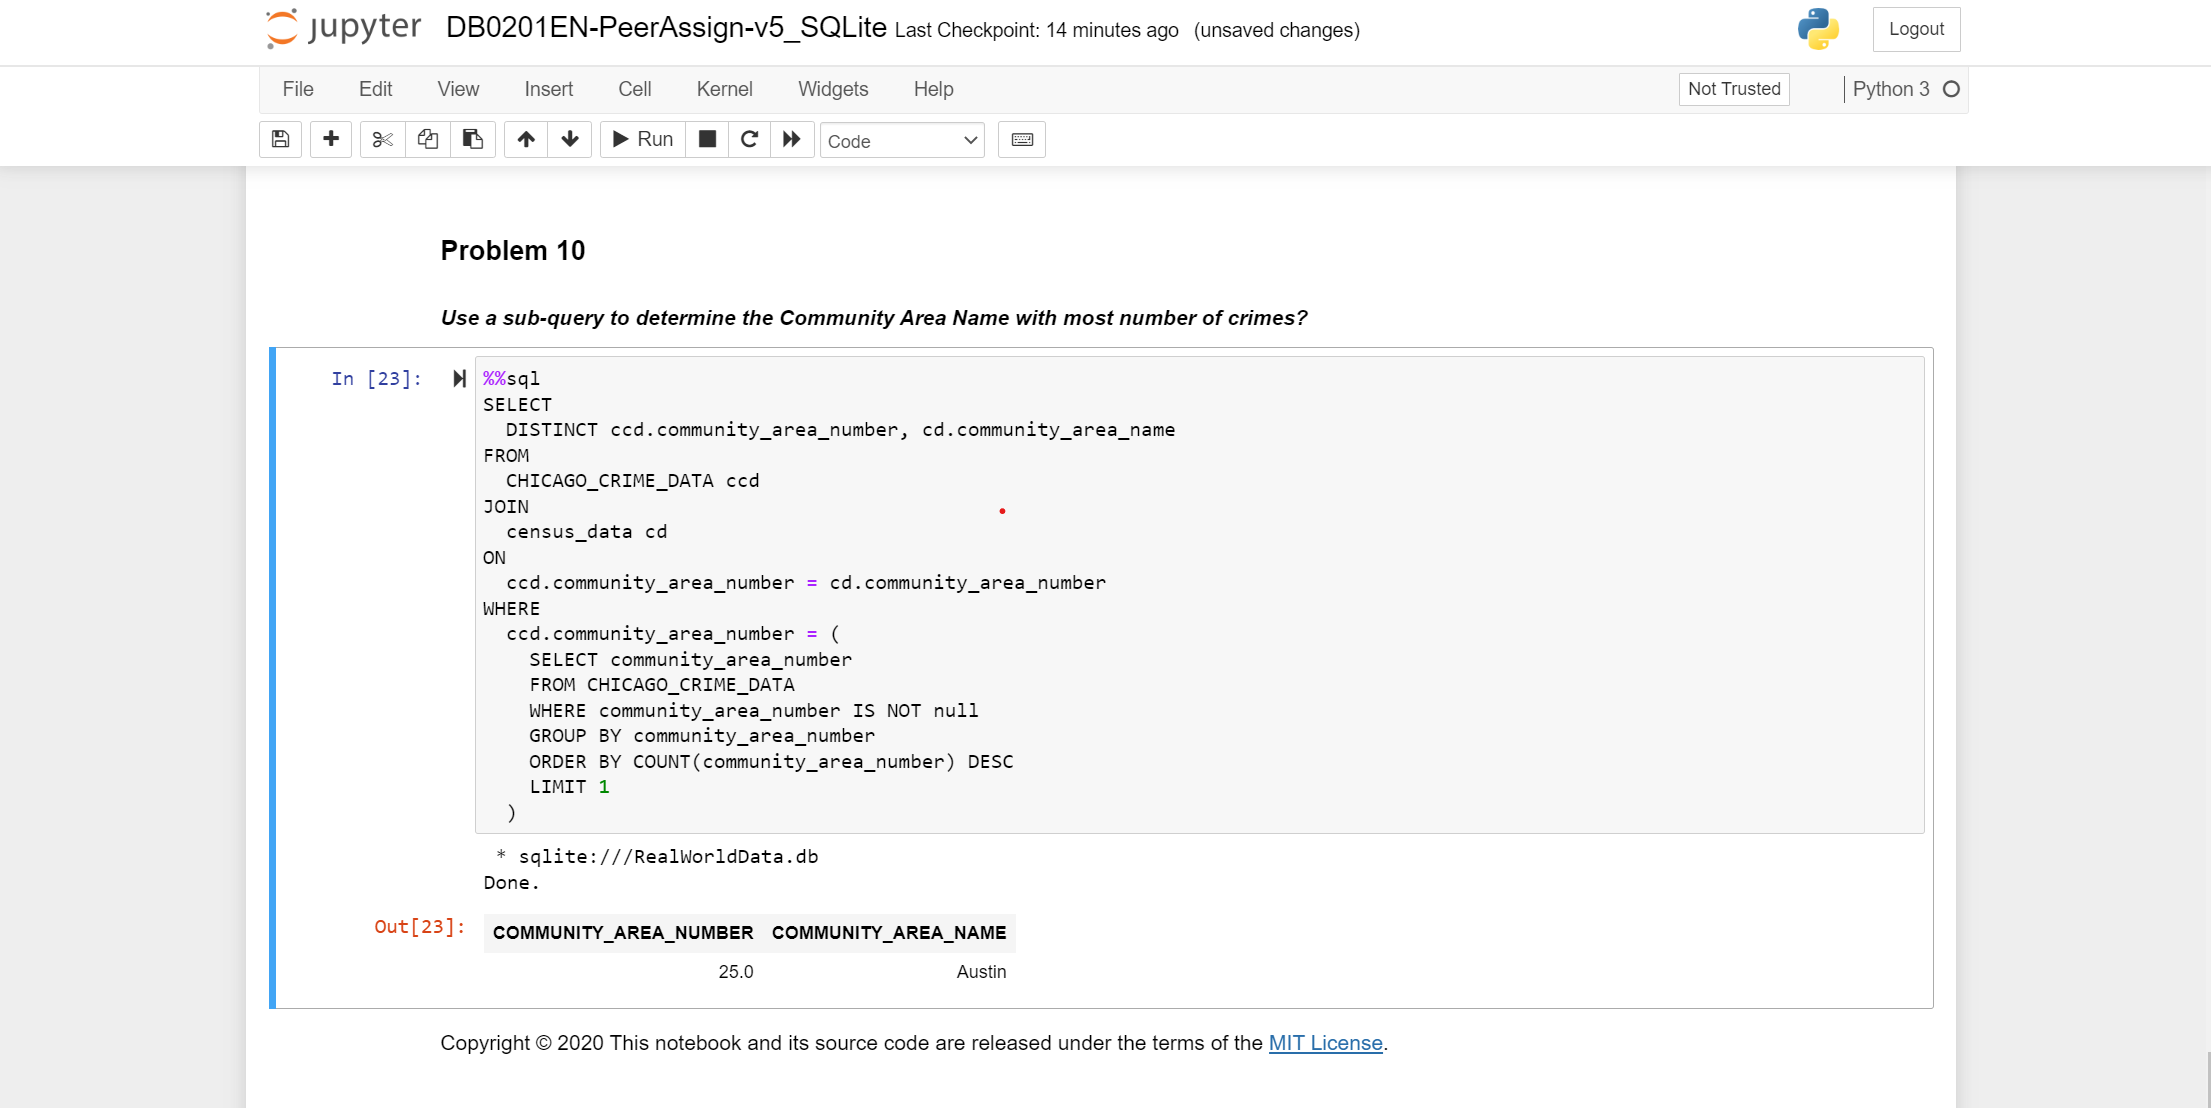 jupyter DB0201EN-PeerAssign-v5_SQLite Last Checkpoint: 14 minutes ago (unsaved changes) Logout
File Edit View Insert Cell Kernel Widgets Help Not Trusted Python 3
Run Code
Problem 10
Use a sub-query to determine the Community Area Name with most number of crimes?
In [23]: %%sql
SELECT
DISTINCT ccd.community_area_number, cd.community_area_name
FROM
CHICAGO_CRIME_DATA ccd
JOIN
census_data cd
ON
ccd.community_area_number = cd.community_area_number
WHERE
ccd.community_area_number = (
SELECT community_area_number
FROM CHICAGO_CRIME_DATA
WHERE community_area_number IS NOT null
GROUP BY community_area_number
ORDER BY COUNT(community_area_number) DESC
LIMIT 1
)
* sqlite:///RealWorldData.db
Done.
Out[23]: COMMUNITY_AREA_NUMBER COMMUNITY_AREA_NAME
25.0 Austin
Copyright © 2020 This notebook and its source code are released under the terms of the MIT License.